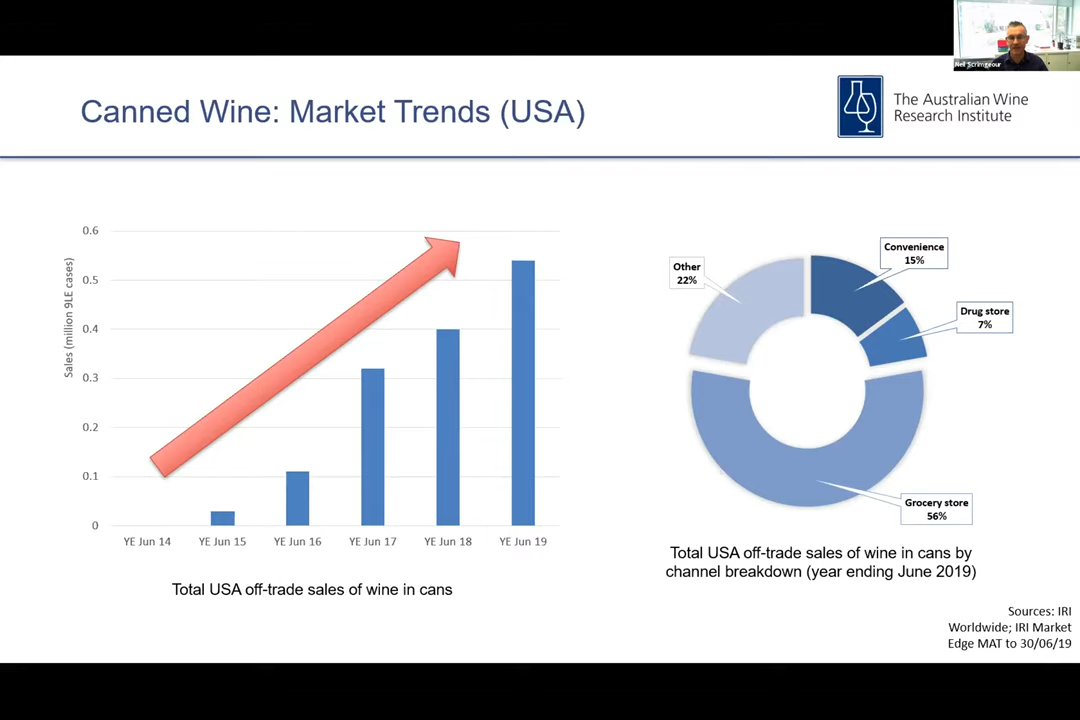 Neil Scrimgeour
Canned Wine: Market Trends (USA)
The Australian Wine
Research Institute
Sales (million 9LE cases)
0.6
0.5
0.4
0.3
0.2
0.1
0
YE Jun 14
YE Jun 15
YE Jun 16
YE Jun 17
YE Jun 18
YE Jun 19
Total USA off-trade sales of wine in cans
Convenience
15%
Other
22%
Drug store
7%
Grocery store
56%
Total USA off-trade sales of wine in cans by
channel breakdown (year ending June 2019)
Sources: IRI
Worldwide; IRI Market
Edge MAT to 30/06/19